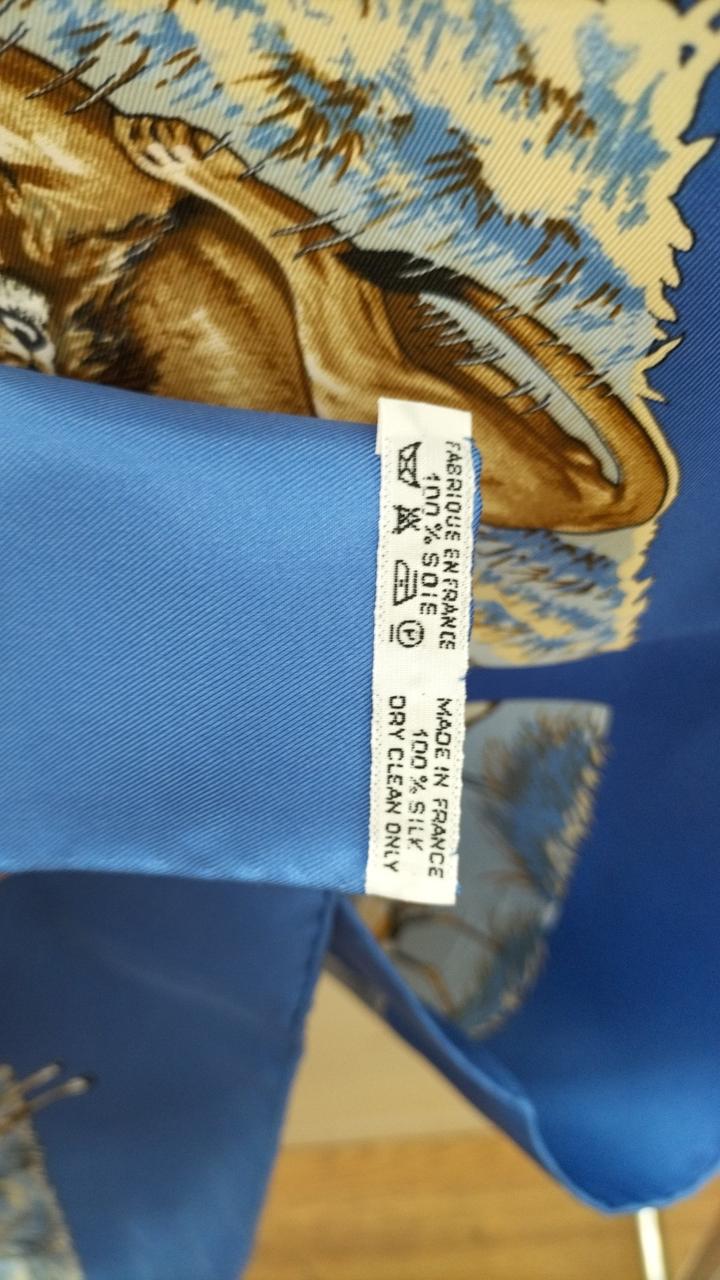 FABRIQUE EN FRANCE
100 % SOIE
P
MADE IN FRANCE
100 % SILK
DRY CLEAN ONLY